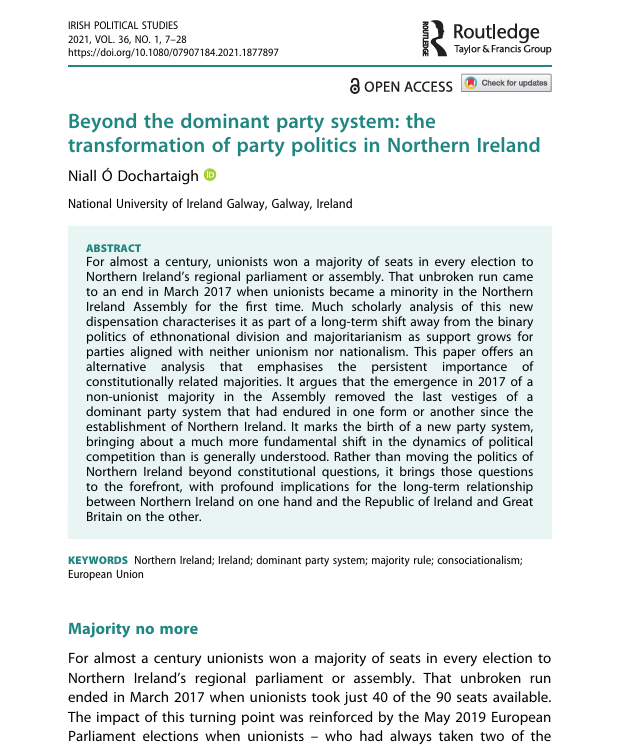 IRISH POLITICAL STUDIES
2021, VOL. 36, NO. 1, 7–28
https://doi.org/10.1080/07907184.2021.1877897
ROUTLEDGE
Routledge
Taylor & Francis Group
OPEN ACCESS
Check for updates
Beyond the dominant party system: the
transformation of party politics in Northern Ireland
Niall Ó Dochartaigh iD
National University of Ireland Galway, Galway, Ireland
ABSTRACT
For almost a century, unionists won a majority of seats in every election to
Northern Ireland’s regional parliament or assembly. That unbroken run came
to an end in March 2017 when unionists became a minority in the Northern
Ireland Assembly for the first time. Much scholarly analysis of this new
dispensation characterises it as part of a long-term shift away from the binary
politics of ethnonational division and majoritarianism as support grows for
parties aligned with neither unionism nor nationalism. This paper offers an
alternative analysis that emphasises the persistent importance of
constitutionally related majorities. It argues that the emergence in 2017 of a
non-unionist majority in the Assembly removed the last vestiges of a
dominant party system that had endured in one form or another since the
establishment of Northern Ireland. It marks the birth of a new party system,
bringing about a much more fundamental shift in the dynamics of political
competition than is generally understood. Rather than moving the politics of
Northern Ireland beyond constitutional questions, it brings those questions
to the forefront, with profound implications for the long-term relationship
between Northern Ireland on one hand and the Republic of Ireland and Great
Britain on the other.
KEYWORDS Northern Ireland; Ireland; dominant party system; majority rule; consociationalism;
European Union
Majority no more
For almost a century unionists won a majority of seats in every election to
Northern Ireland’s regional parliament or assembly. That unbroken run
ended in March 2017 when unionists took just 40 of the 90 seats available.
The impact of this turning point was reinforced by the May 2019 European
Parliament elections when unionists – who had always taken two of the